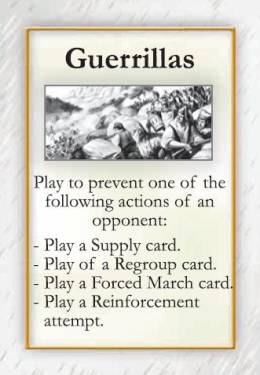 Guerrillas
Play to prevent one of the
following actions of an
opponent:
- Play a Supply card.
- Play of a Regroup card.
- Play a Forced March card.
- Play a Reinforcement
attempt.